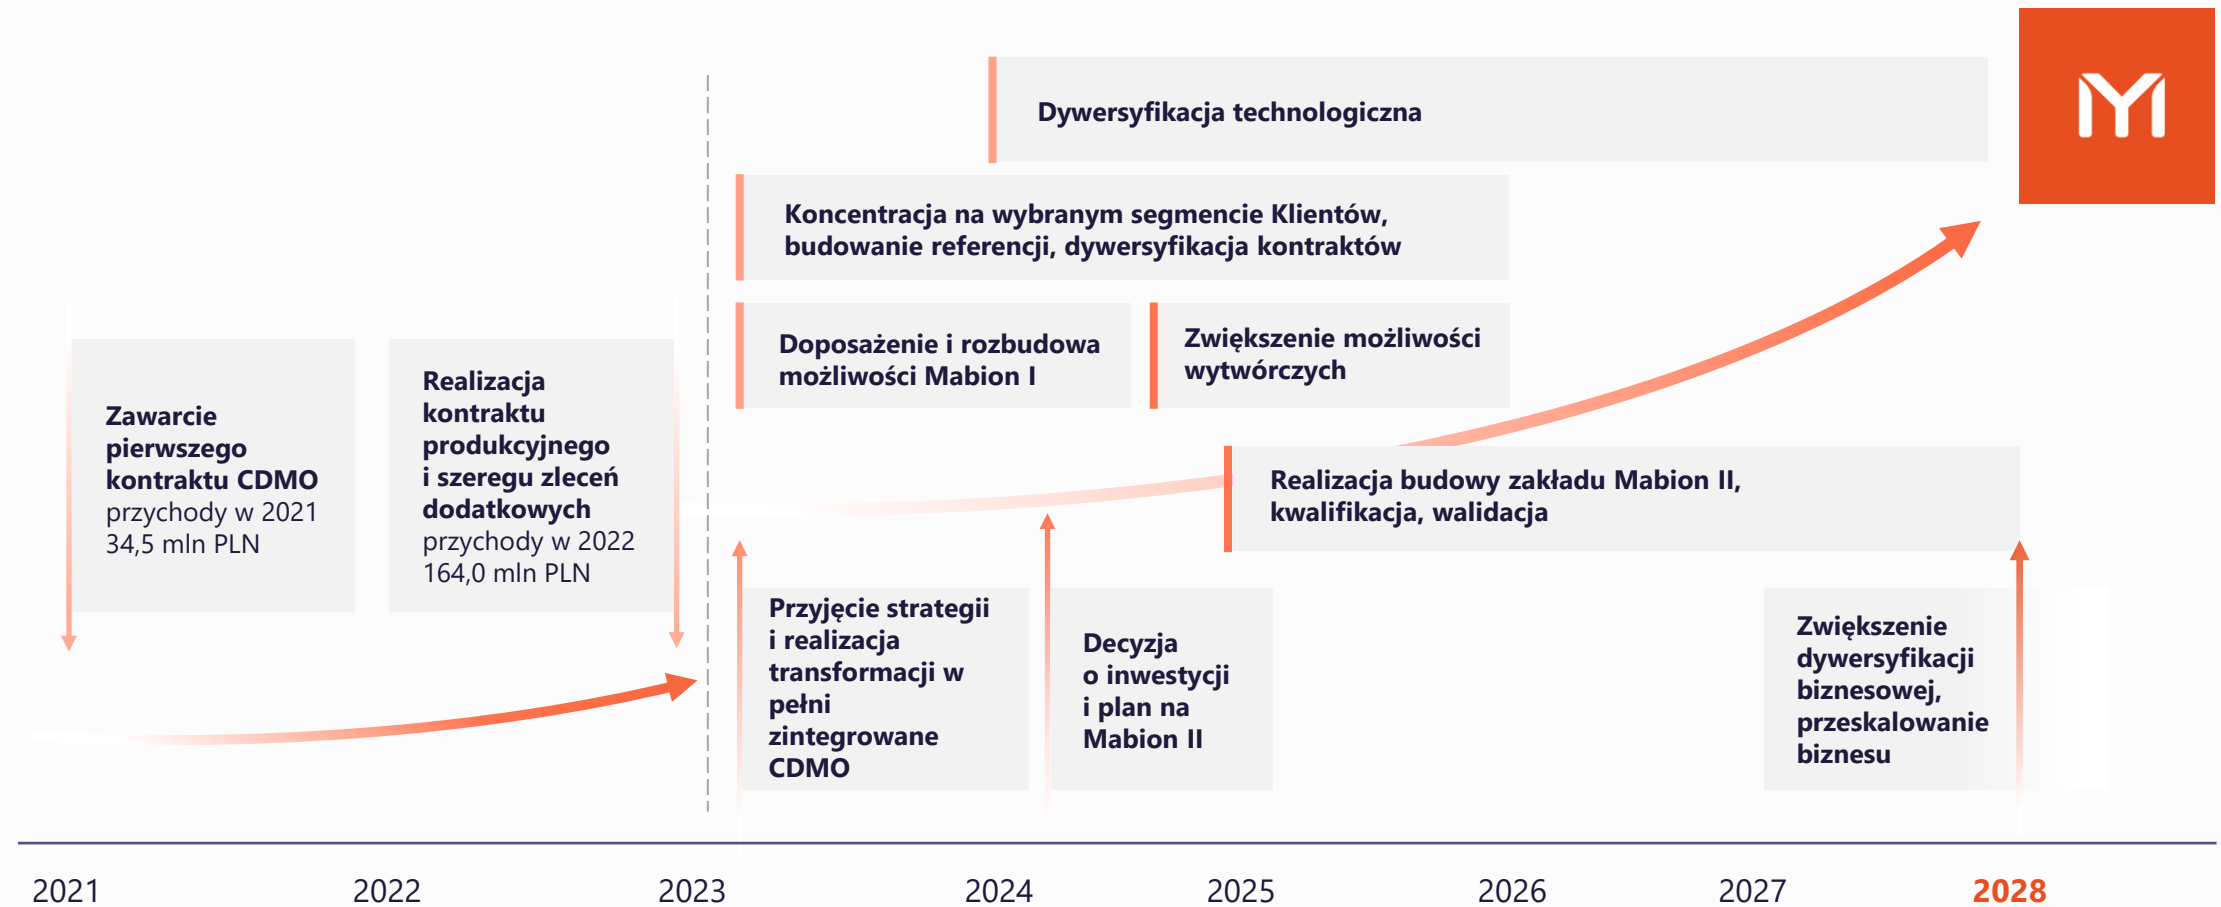 Dywersyfikacja technologiczna
Koncentracja na wybranym segmencie Klientów,
budowanie referencji, dywersyfikacja kontraktów
Doposażenie i rozbudowa
możliwości Mabion I
Zwiększenie możliwości
wytwórczych
Zawarcie
pierwszego
kontraktu CDMO
przychody w 2021
34,5 mln PLN
Realizacja
kontraktu
produkcyjnego
i szeregu zleceń
dodatkowych
przychody w 2022
164,0 mln PLN
Realizacja budowy zakładu Mabion II,
kwalifikacja, walidacja
Przyjęcie strategii
i realizacja
transformacji w
pełni
zintegrowane
CDMO
Decyzja
o inwestycji
i plan na
Mabion II
Zwiększenie
dywersyfikacji
biznesowej,
przeskalowanie
biznesu
2021
2022
2023
2024
2025
2026
2027
2028